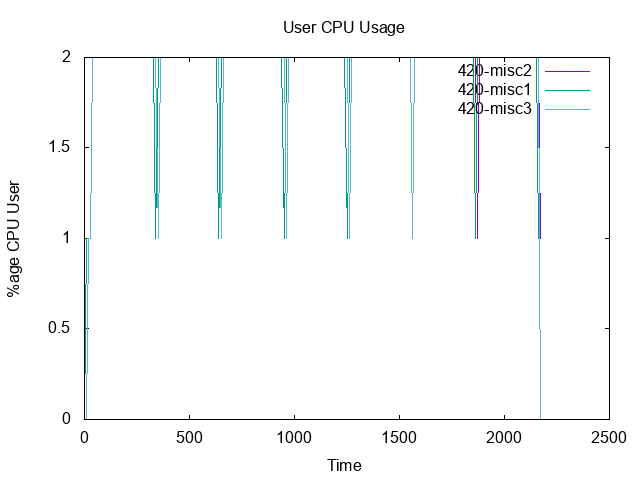 User CPU Usage
2
420-misc2
420-misc1
420-misc3
1.5
%age CPU User
1
0.5
0
0 500 1000 1500 2000 2500
Time